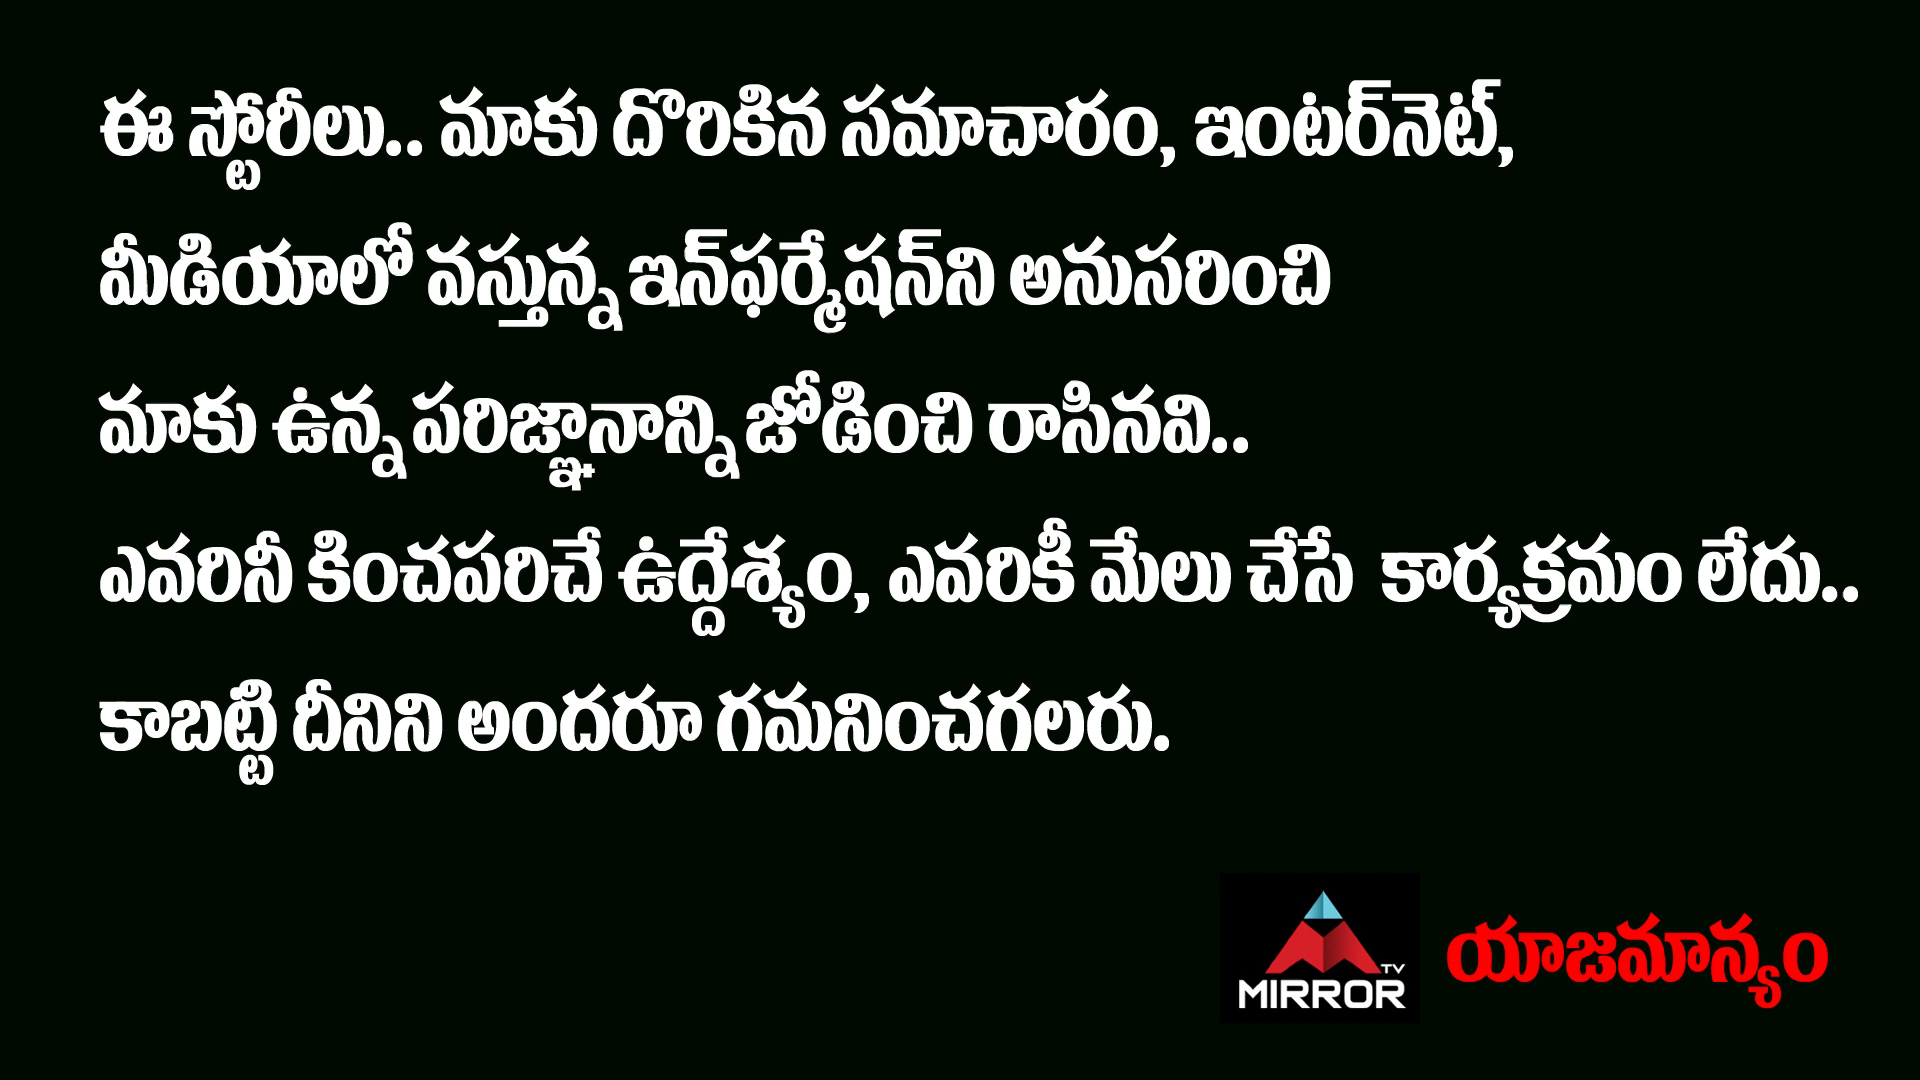 ఈ స్టోరీలు.. మాకు దొరికిన సమాచారం, ఇంటర్‌నెట్,
మీడియాలో వస్తున్న ఇన్‌ఫర్మేషన్‌ని అనుసరించి
మాకు ఉన్న పరిజ్ఞానాన్ని జోడించి రాసినవి..
ఎవరినీ కించపరిచే ఉద్దేశ్యం, ఎవరికీ మేలు చేసే కార్యక్రమం లేదు..
కాబట్టి దీనిని అందరూ గమనించగలరు.
TV
MIRROR
యాజమాన్యం